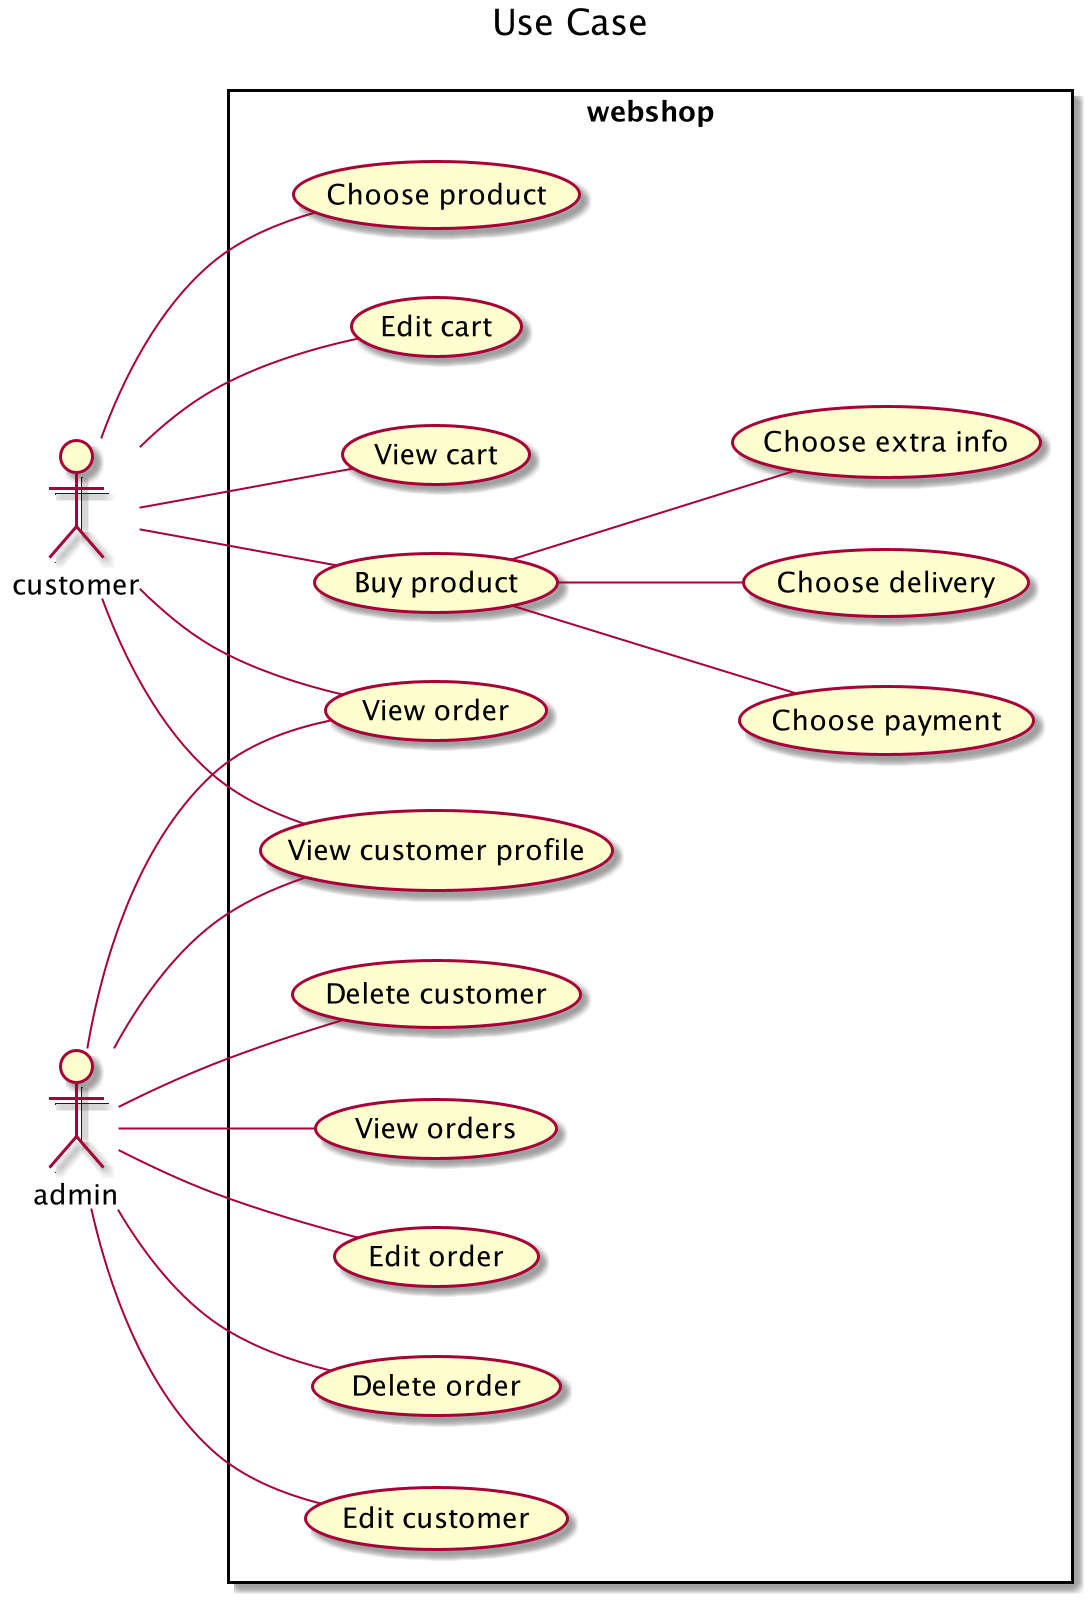 Use Case
webshop
Choose product
Edit cart
View cart
Choose extra info
Buy product
Choose delivery
customer
View order
Choose payment
View customer profile
Delete customer
View orders
admin
Edit order
Delete order
Edit customer